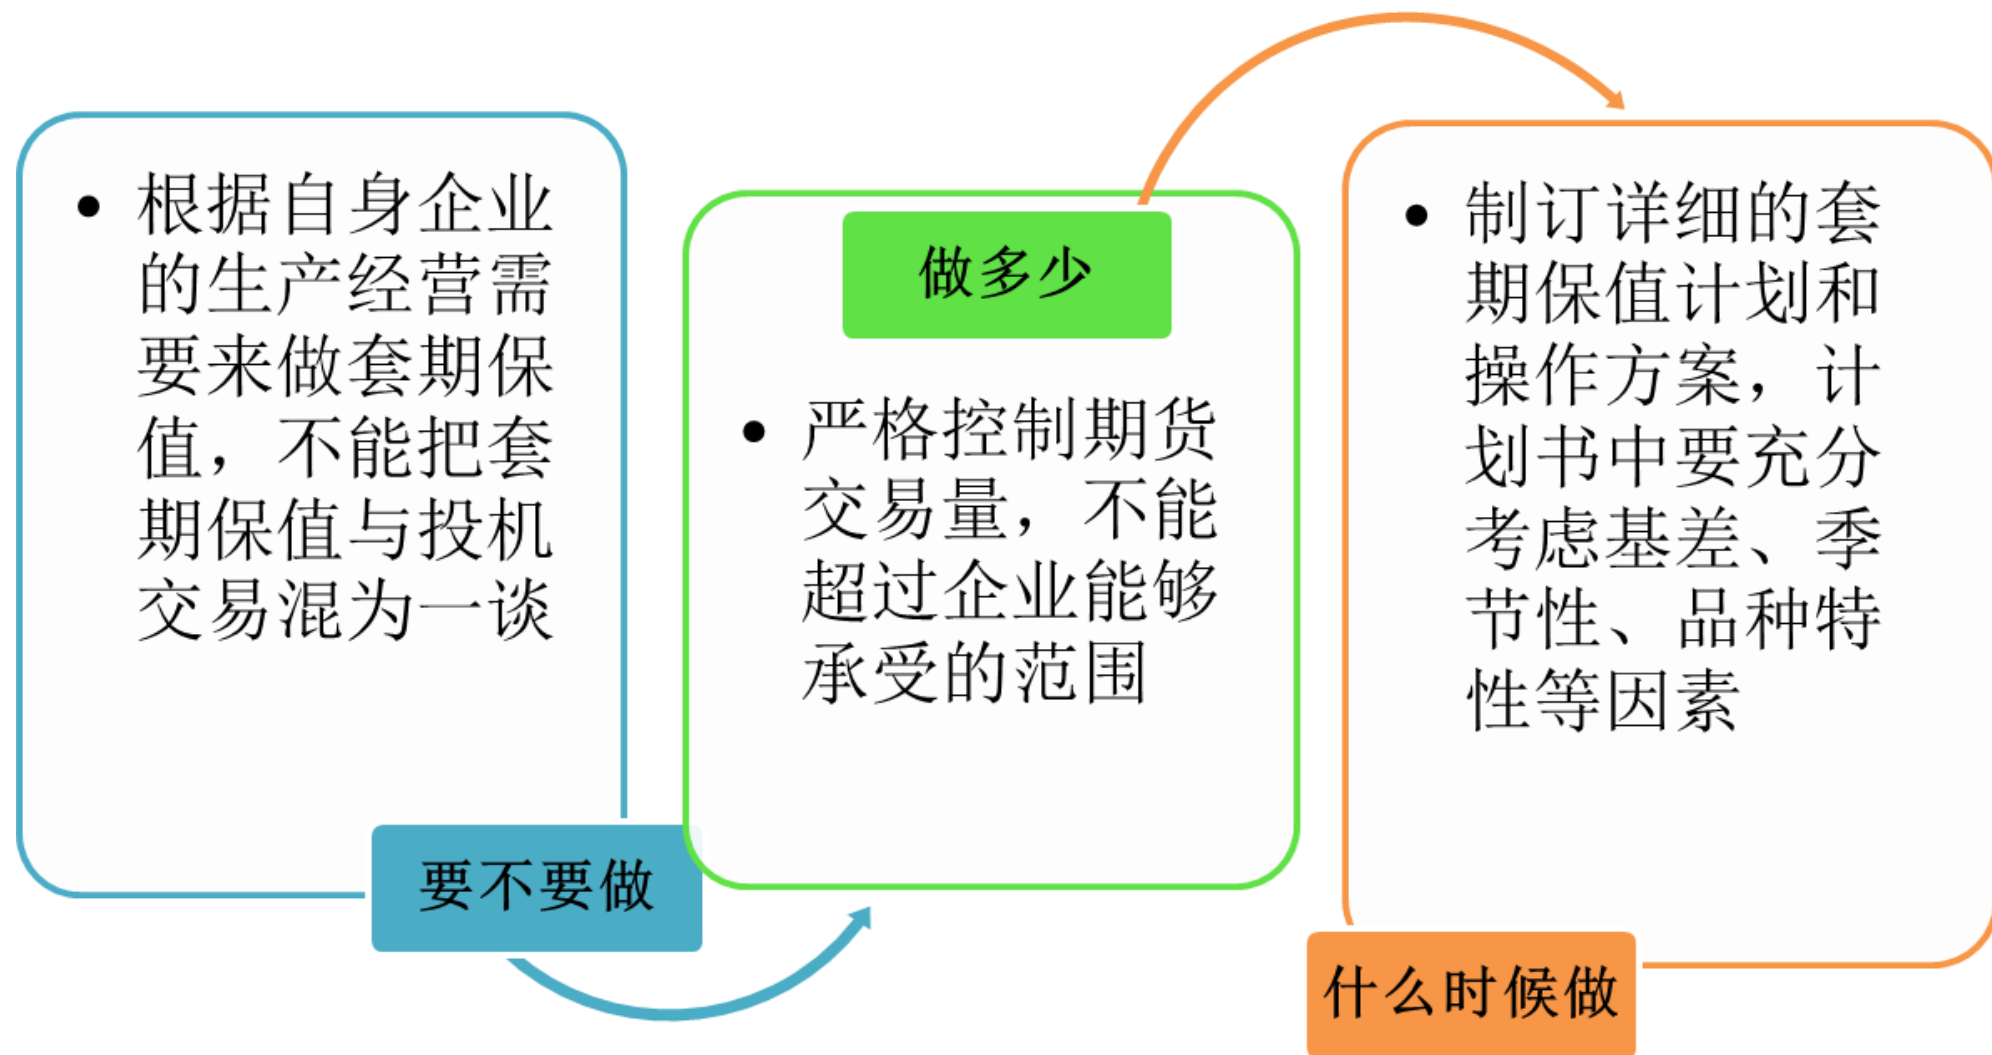 • 根据自身企业
的生产经营需
要来做套期保
值，不能把套
期保值与投机
交易混为一谈
要不要做
做多少
• 严格控制期货
交易量，不能
超过企业能够
承受的范围
• 制订详细的套
期保值计划和
操作方案，计
划书中要充分
考虑基差、季
节性、品种特
性等因素
什么时候做